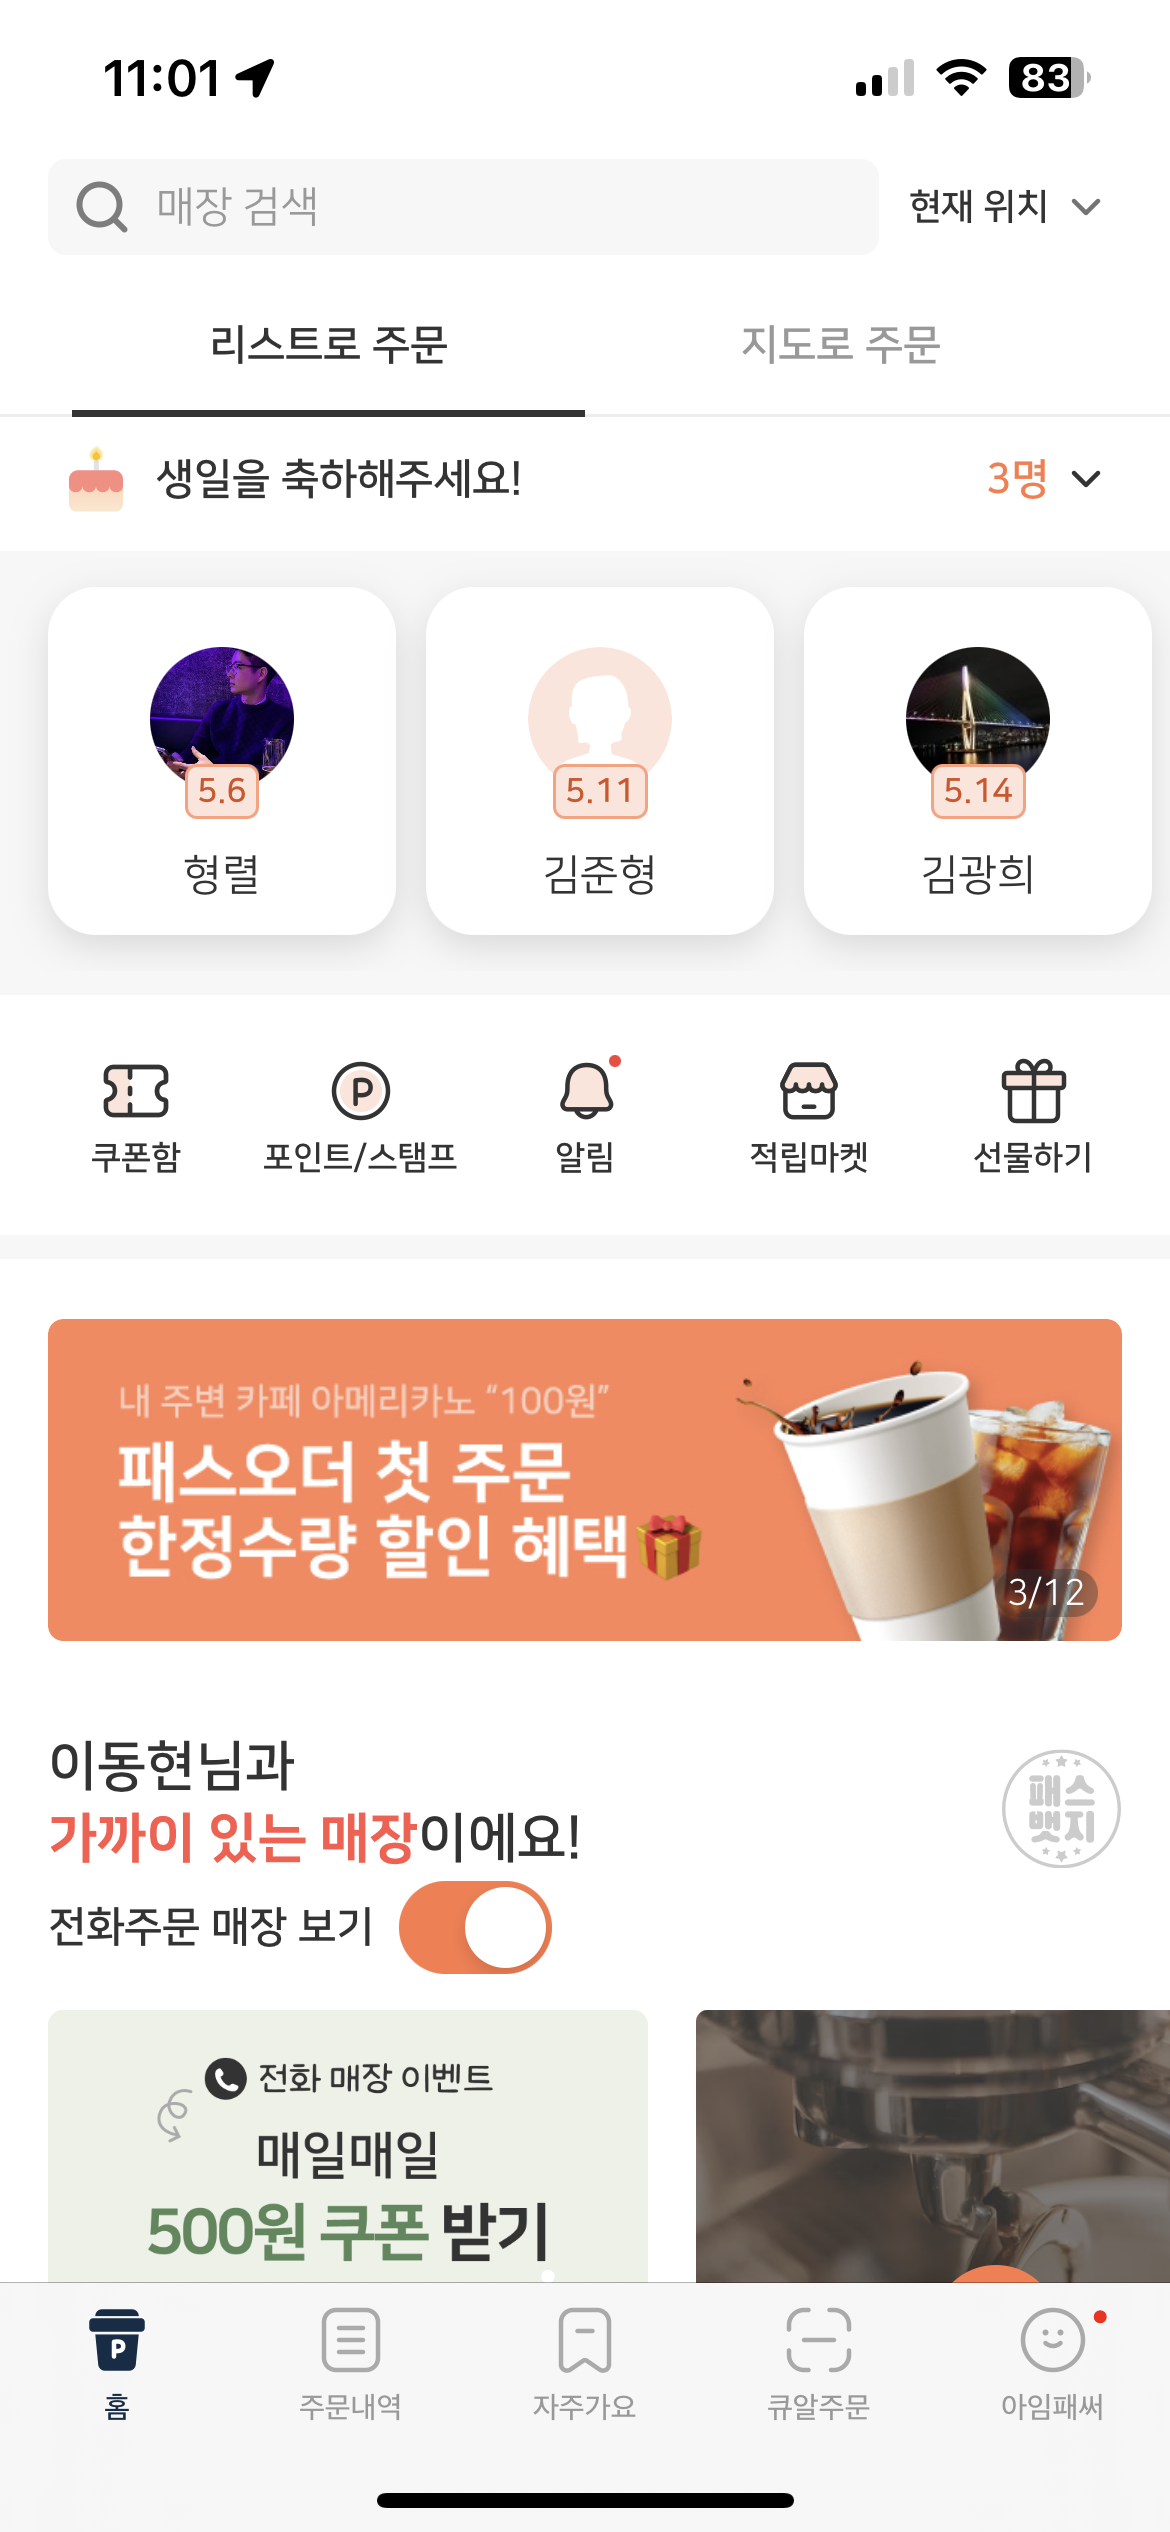 11:01
83
매장 검색
현재 위치
리스트로 주문
지도로 주문
생일을 축하해주세요!
3명
5.6
형렬
5.11
김준형
5.14
김광희
P
쿠폰함
포인트/스탬프
알림
적립마켓
선물하기
내 주변 카페 아메리카노 “100원”
패스오더 첫 주문
한정수량 할인 혜택
3/12
이동현님과
가까이 있는 매장이에요!
패스
뱃지
전화주문 매장 보기
전화 매장 이벤트
매일매일
500원 쿠폰 받기
P
홈
주문내역
자주가요
큐알주문
아임패써